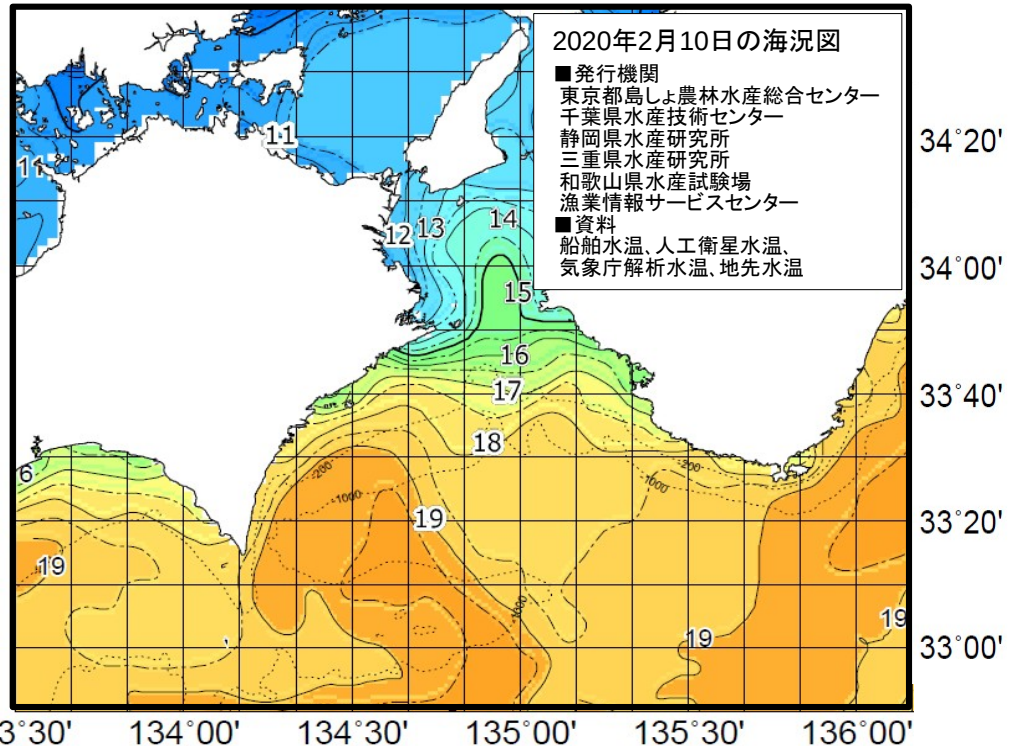 2020年2月10日の海況図
■発行機関
東京都島しょ農林水産総合センター
千葉県水産技術センター
静岡県水産研究所
三重県水産研究所
和歌山県水産試験場
漁業情報サービスセンター
■資料
船舶水温、人工衛星水温、
気象庁解析水温、地先水温
11
34°20'
11
14
13
12
34°00'
15
16
17
33°40'
18
200
200
6
1000
1000
19
33°20'
19
1000
19
19
33°00'
3°30'
134°00'
134°30'
135°00'
135°30'
136°00'